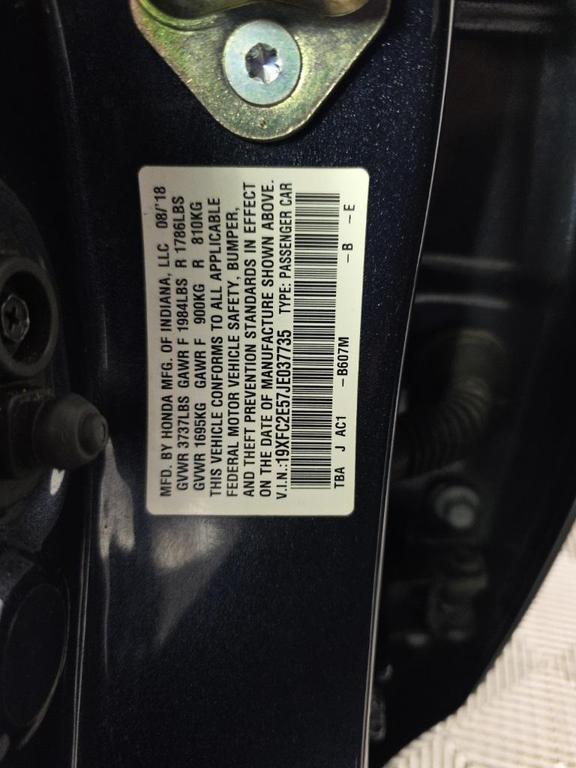 MFD. BY HONDA MFG. OF INDIANA, LLC 08/'18
GVWR 3737LBS GAWR F 1984LBS R 1786LBS
GVWR 1695KG GAWR F 900KG R 810KG
THIS VEHICLE CONFORMS TO ALL APPLICABLE
FEDERAL MOTOR VEHICLE SAFETY, BUMPER,
AND THEFT PREVENTION STANDARDS IN EFFECT
ON THE DATE OF MANUFACTURE SHOWN ABOVE.
V.I.N.:19XFC2E57JE037735 TYPE: PASSENGER CAR
TBA J AC1 -B607M -B -E